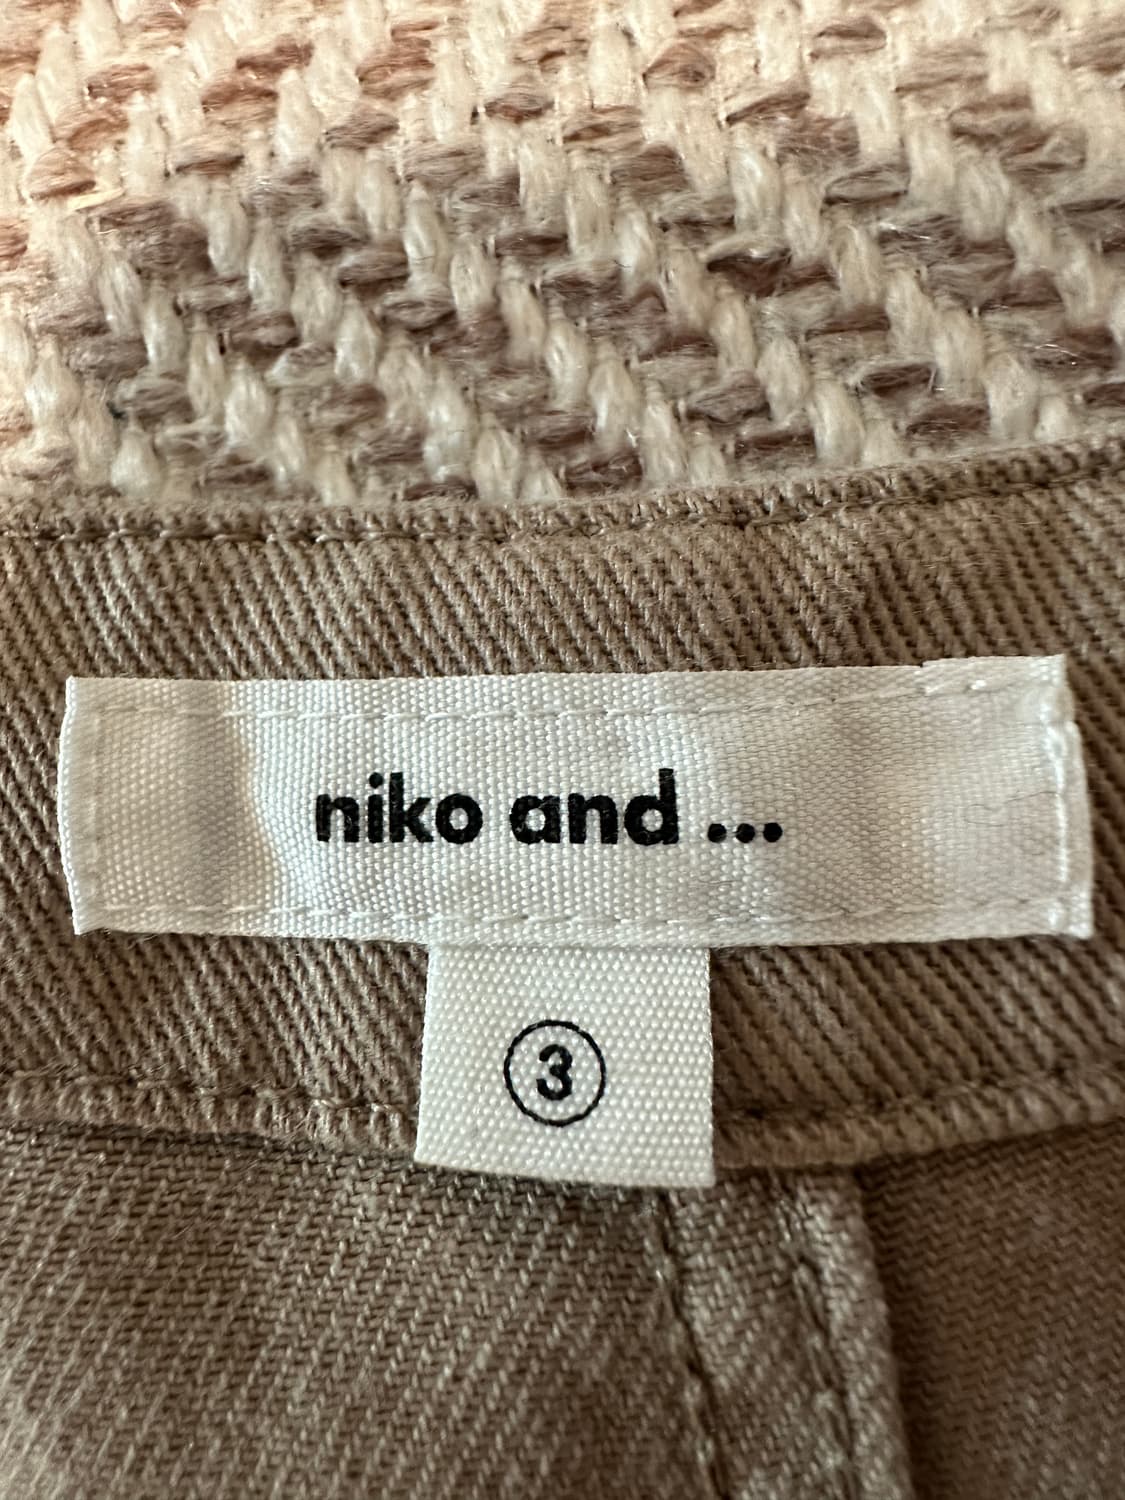 niko and ...
3